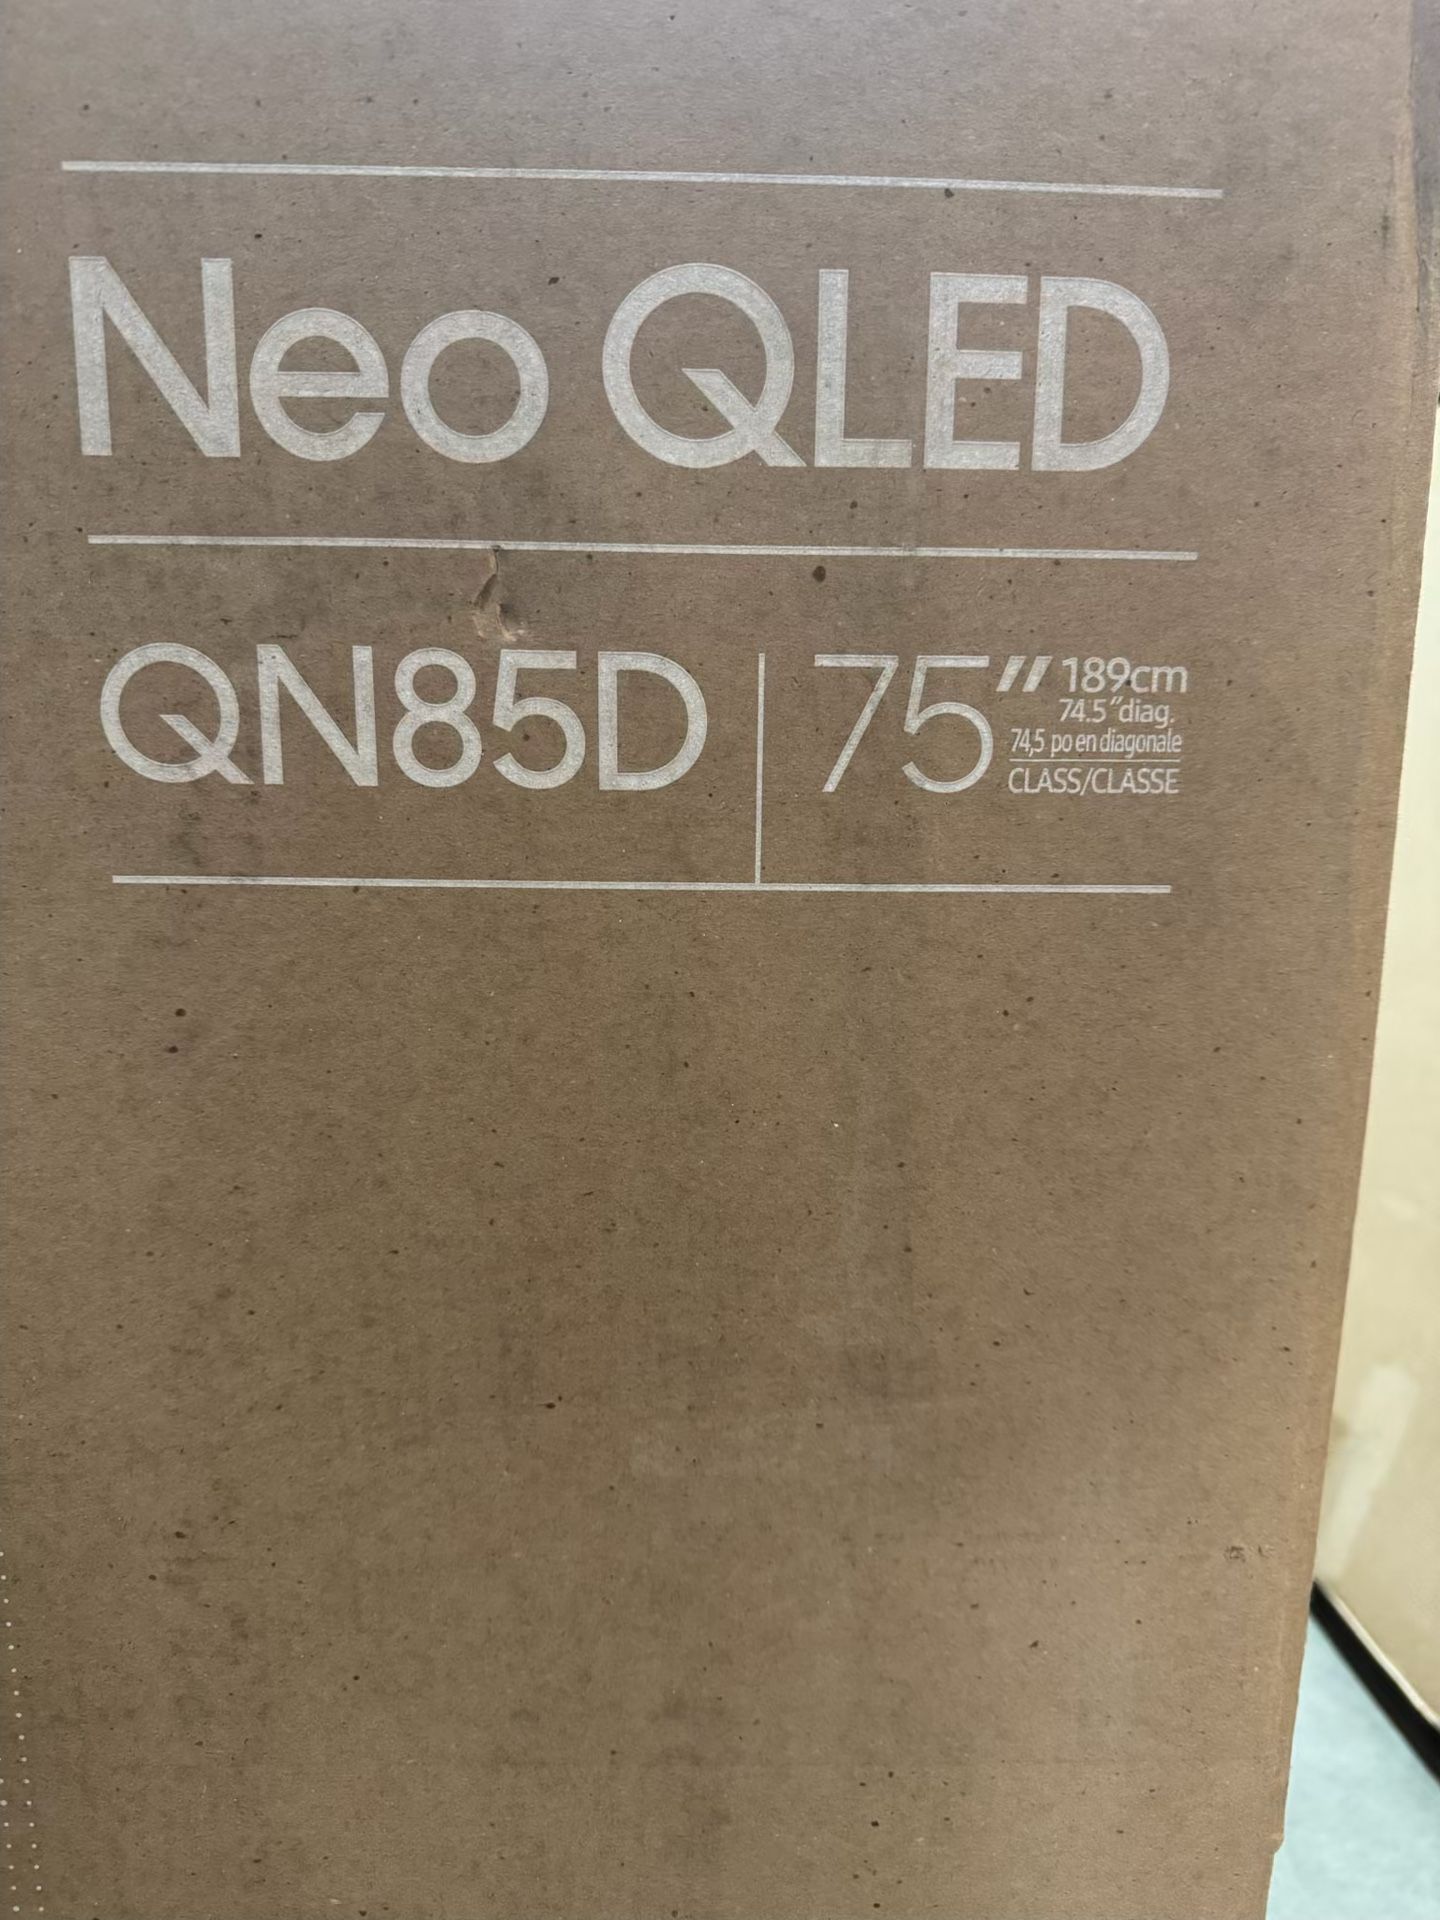 Neo QLED
QN85D 75" 189cm
74.5"diag.
74,5 po en diagonale
CLASS/CLASSE